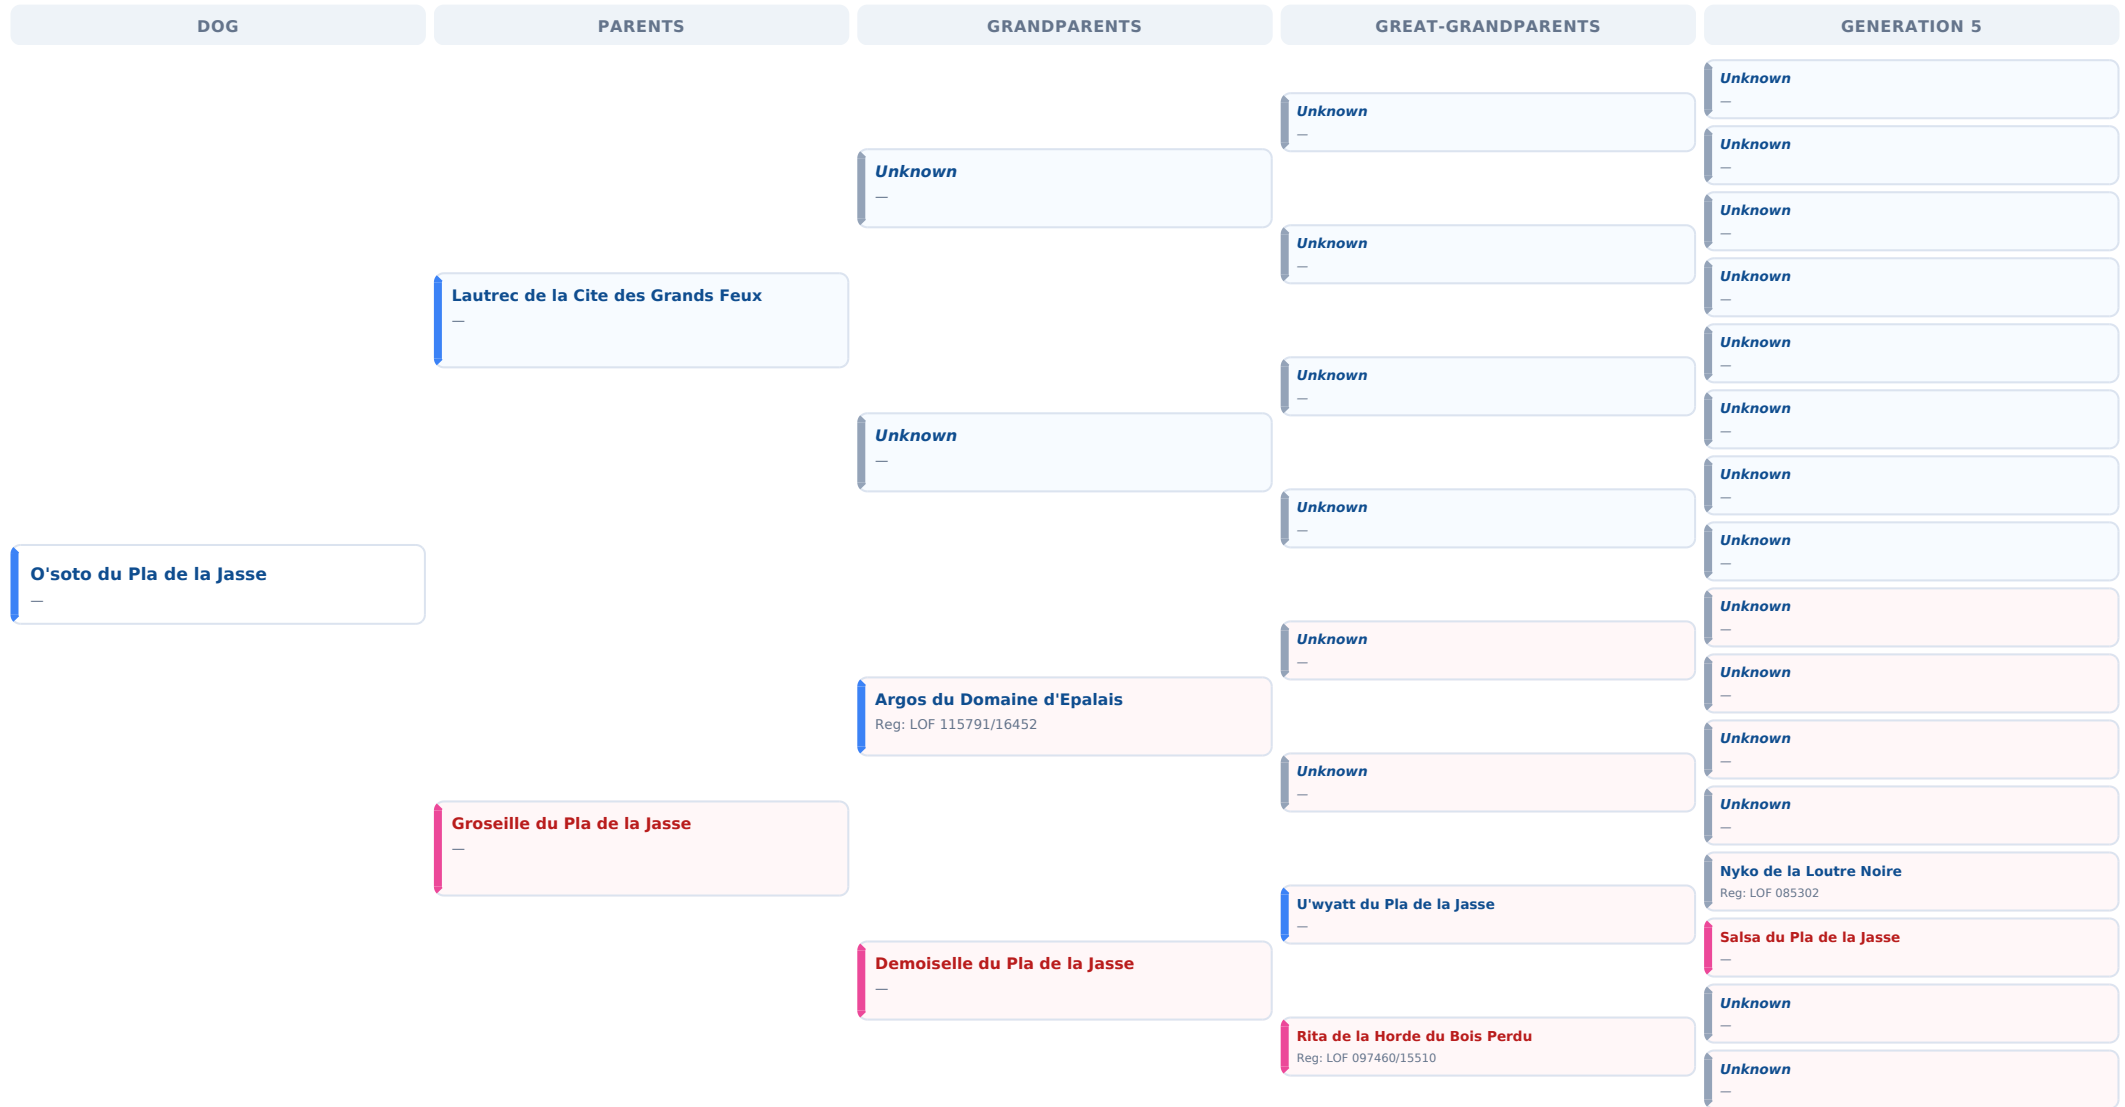 DOG
PARENTS
GRANDPARENTS
GREAT-GRANDPARENTS
GENERATION 5
O'soto du Pla de la Jasse
—
Lautrec de la Cite des Grands Feux
—
Groseille du Pla de la Jasse
—
Unknown
—
Unknown
—
Argos du Domaine d'Epalais
Reg: LOF 115791/16452
Demoiselle du Pla de la Jasse
—
Unknown
—
Unknown
—
Unknown
—
Unknown
—
Unknown
—
Unknown
—
U'wyatt du Pla de la Jasse
—
Rita de la Horde du Bois Perdu
Reg: LOF 097460/15510
Unknown
—
Unknown
—
Unknown
—
Unknown
—
Unknown
—
Unknown
—
Unknown
—
Unknown
—
Unknown
—
Unknown
—
Unknown
—
Unknown
—
Nyko de la Loutre Noire
Reg: LOF 085302
Salsa du Pla de la Jasse
—
Unknown
—
Unknown
—